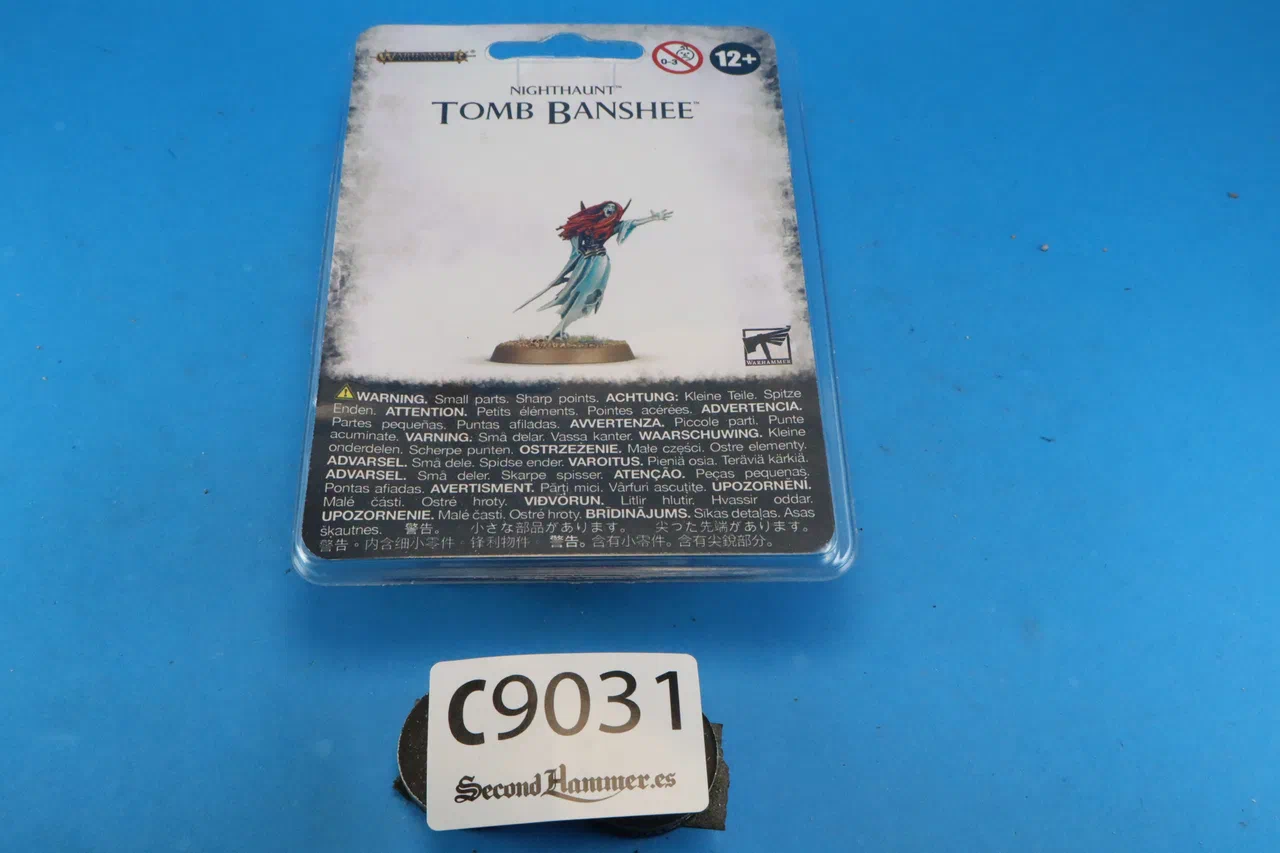 WARHAMMER
0-3
12+
NIGHTHAUNT™
TOMB BANSHEE™
WARHAMMER
WARNING. Small parts. Sharp points. ACHTUNG: Kleine Teile. Spitze
Enden. ATTENTION. Petits éléments. Pointes acérées. ADVERTENCIA.
Partes pequeñas. Puntas afiladas. AVVERTENZA. Piccole parti. Punte
acuminate. VARNING. Små delar. Vassa kanter. WAARSCHUWING. Kleine
onderdelen. Scherpe punten. OSTRZEŻENIE. Małe części. Ostre elementy.
ADVARSEL. Små dele. Spidse ender. VAROITUS. Pieniä osia. Teräviä kärkiä.
ADVARSEL. Små deler. Skarpe spisser. ATENÇÃO. Peças pequenas.
Pontas afiadas. AVERTISMENT. Părți mici. Vârfuri ascuțite. UPOZORNĚNÍ.
Malé části. Ostré hroty. VIÐVÖRUN. Litlir hlutir. Hvassir oddar.
UPOZORNENIE. Malé časti. Ostré hroty. BRĪDINĀJUMS. Sīkas detaļas. Asas
šķautnes. 警告。 小さな部品があります。 尖った先端があります。
警告。内含细小零件。锋利物件。 警告。含有小零件。含有尖銳部分。
C9031
SecondHammer.es